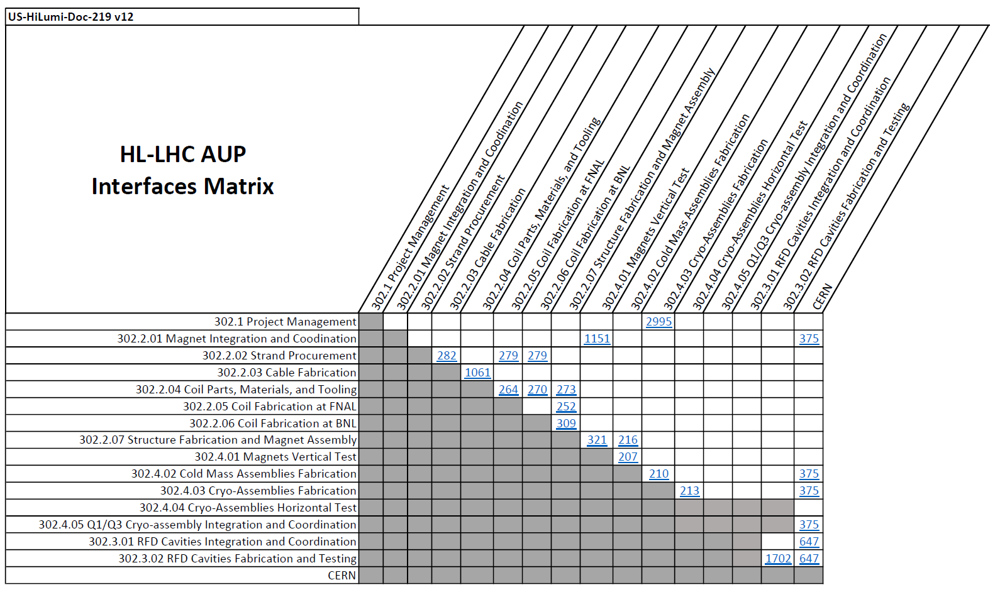 US-HiLumi-Doc-219 v12
HL-LHC AUP
Interfaces Matrix
302.1 Project Management
302.2.01 Magnet Integration and Coodination
302.2.02 Strand Procurement
302.2.03 Cable Fabrication
302.2.04 Coil Parts, Materials, and Tooling
302.2.05 Coil Fabrication at FNAL
302.2.06 Coil Fabrication at BNL
302.2.07 Structure Fabrication and Magnet Assembly
302.4.01 Magnets Vertical Test
302.4.02 Cold Mass Assemblies Fabrication
302.4.03 Cryo-Assemblies Fabrication
302.4.04 Cryo-Assemblies Horizontal Test
302.4.05 Q1/Q3 Cryo-assembly Integration and Coordination
302.3.01 RFD Cavities Integration and Coordination
302.3.02 RFD Cavities Fabrication and Testing
CERN
302.1 Project Management 2995
302.2.01 Magnet Integration and Coodination 1151 375
302.2.02 Strand Procurement 282 279 279
302.2.03 Cable Fabrication 1061
302.2.04 Coil Parts, Materials, and Tooling 264 270 273
302.2.05 Coil Fabrication at FNAL 252
302.2.06 Coil Fabrication at BNL 309
302.2.07 Structure Fabrication and Magnet Assembly 321 216
302.4.01 Magnets Vertical Test 207
302.4.02 Cold Mass Assemblies Fabrication 210 375
302.4.03 Cryo-Assemblies Fabrication 213 375
302.4.04 Cryo-Assemblies Horizontal Test
302.4.05 Q1/Q3 Cryo-assembly Integration and Coordination 375
302.3.01 RFD Cavities Integration and Coordination 647
302.3.02 RFD Cavities Fabrication and Testing 1702 647
CERN